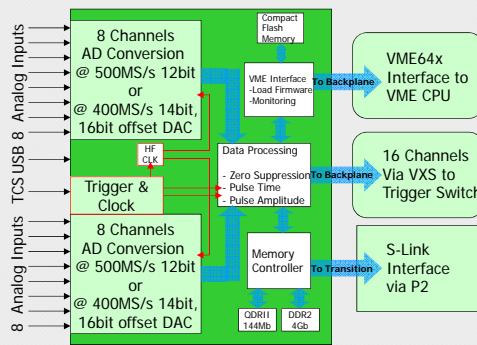 8 Analog Inputs
8 Channels
AD Conversion
@ 500MS/s 12bit
or
@ 400MS/s 14bit,
16bit offset DAC
Compact
Flash
Memory
VME Interface
-Load Firmware
-Monitoring
To Backplane
VME64x
Interface to
VME CPU
TCS USB
HF
CLK
Trigger &
Clock
Data Processing
- Zero Suppression
- Pulse Time
- Pulse Amplitude
To Backplane
16 Channels
Via VXS to
Trigger Switch
8 Analog Inputs
8 Channels
AD Conversion
@ 500MS/s 12bit
or
@ 400MS/s 14bit,
16bit offset DAC
Memory
Controller
To Transition
S-Link
Interface
via P2
QDRII
144Mb
DDR2
4Gb